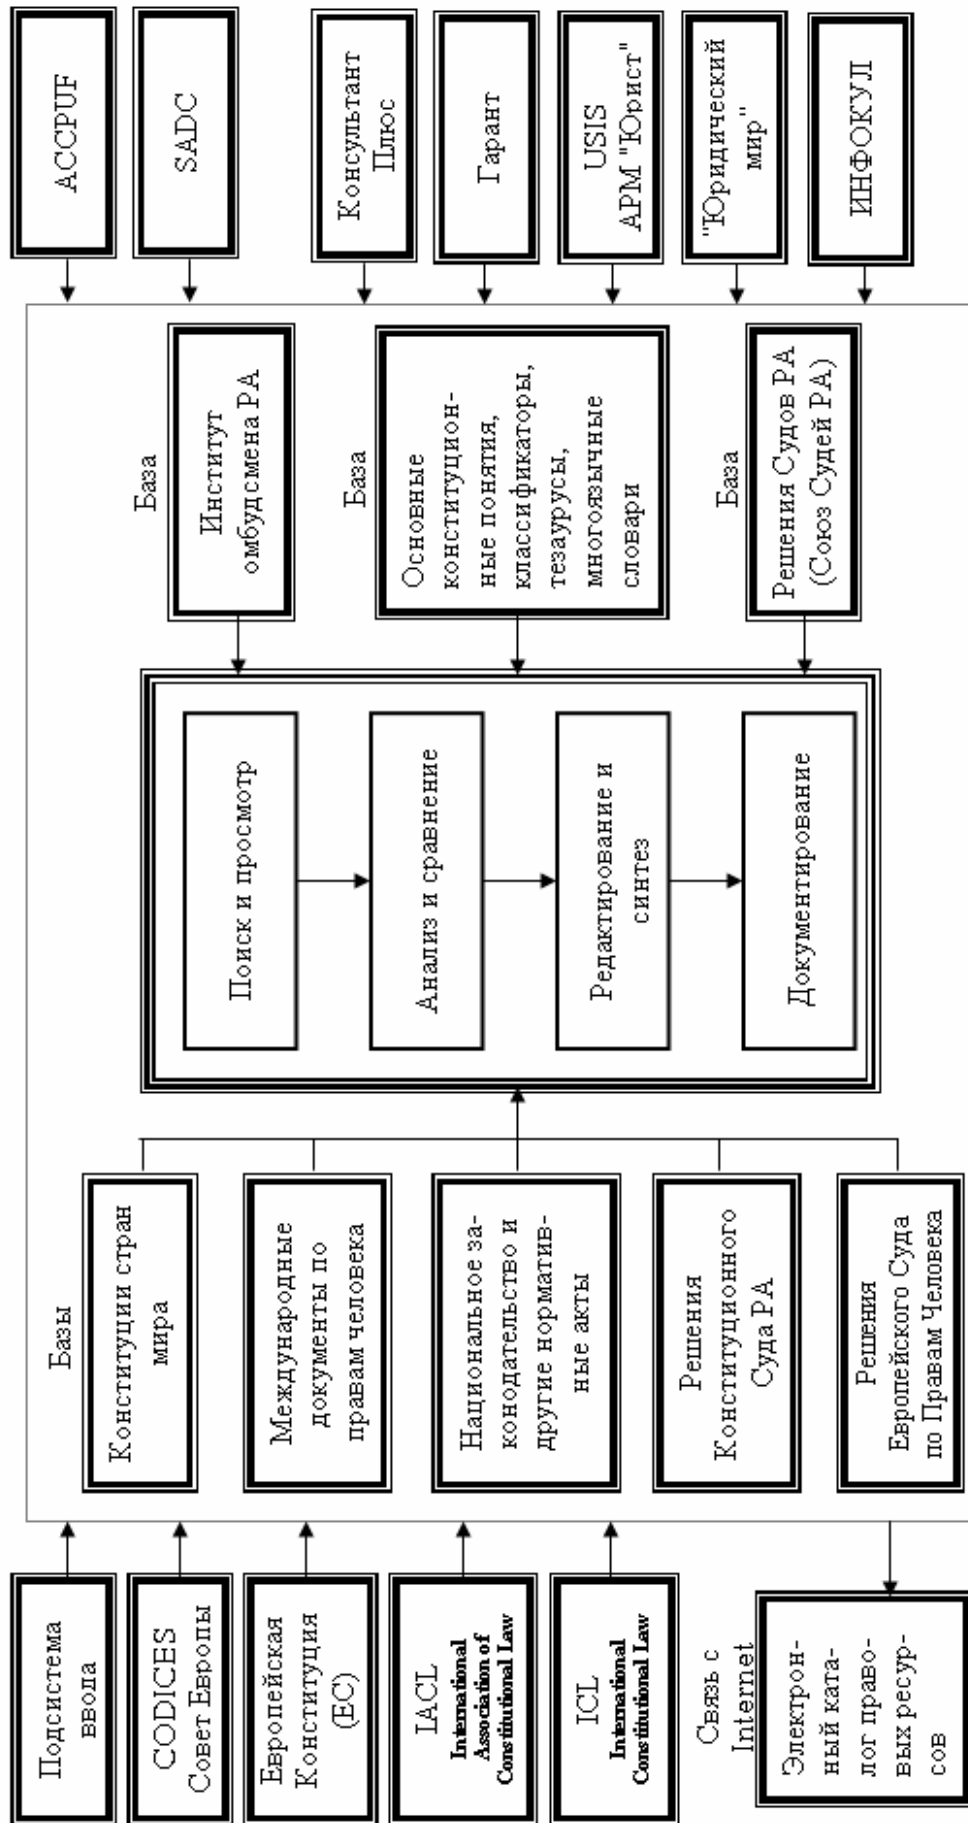 Подсистема
ввода
CODICES
Совет Европы
Европейская
Конституция
(ЕС)
IACL
International
Association of
Constitutional Law
ICL
International
Constitutional Law
Связь с
Internet
Электрон-
ный ката-
лог право-
вых ресур-
сов
Базы
Конституции стран
мира
Международные
документы по
правам человека
Национальное за-
конодательство и
другие норматив-
ные акты
Решения
Конституционного
Суда РА
Решения
Европейского Суда
по Правам Человека
Поиск и просмотр
Анализ и сравнение
Редактирование и
синтез
Документирование
База
Институт
омбудсмена РА
База
Основные
конституцион-
ные понятия,
классификаторы,
тезаурусы,
многоязычные
словари
База
Решения Судов РА
(Союз Судей РА)
ACCPUF
SADC
Консультант
Плюс
Гарант
USIS
АРМ "Юрист"
"Юридический
мир"
ИНФОКУЛ